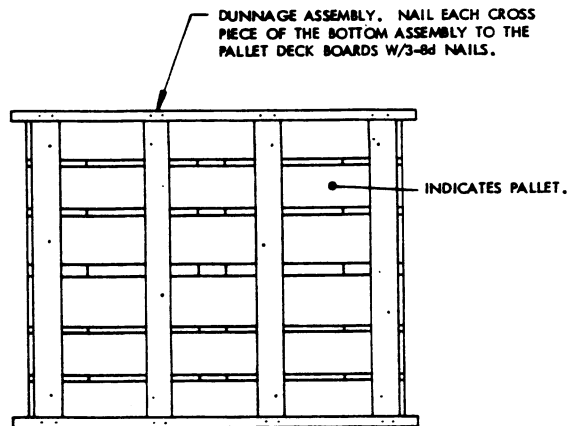 DUNNAGE ASSEMBLY. NAIL EACH CROSS
PIECE OF THE BOTTOM ASSEMBLY TO THE
PALLET DECK BOARDS W/3-8d NAILS.
INDICATES PALLET.